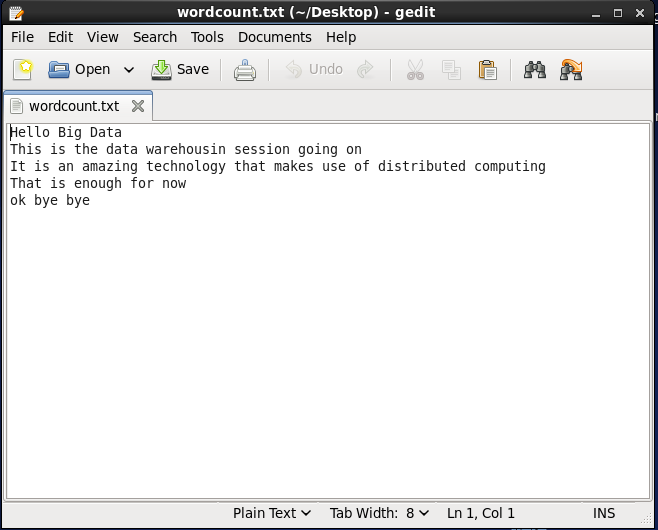 wordcount.txt (~/Desktop) - gedit
File Edit View Search Tools Documents Help
Open Save Undo
wordcount.txt
Hello Big Data
This is the data warehousin session going on
It is an amazing technology that makes use of distributed computing
That is enough for now
ok bye bye
Plain Text Tab Width: 8 Ln 1, Col 1 INS